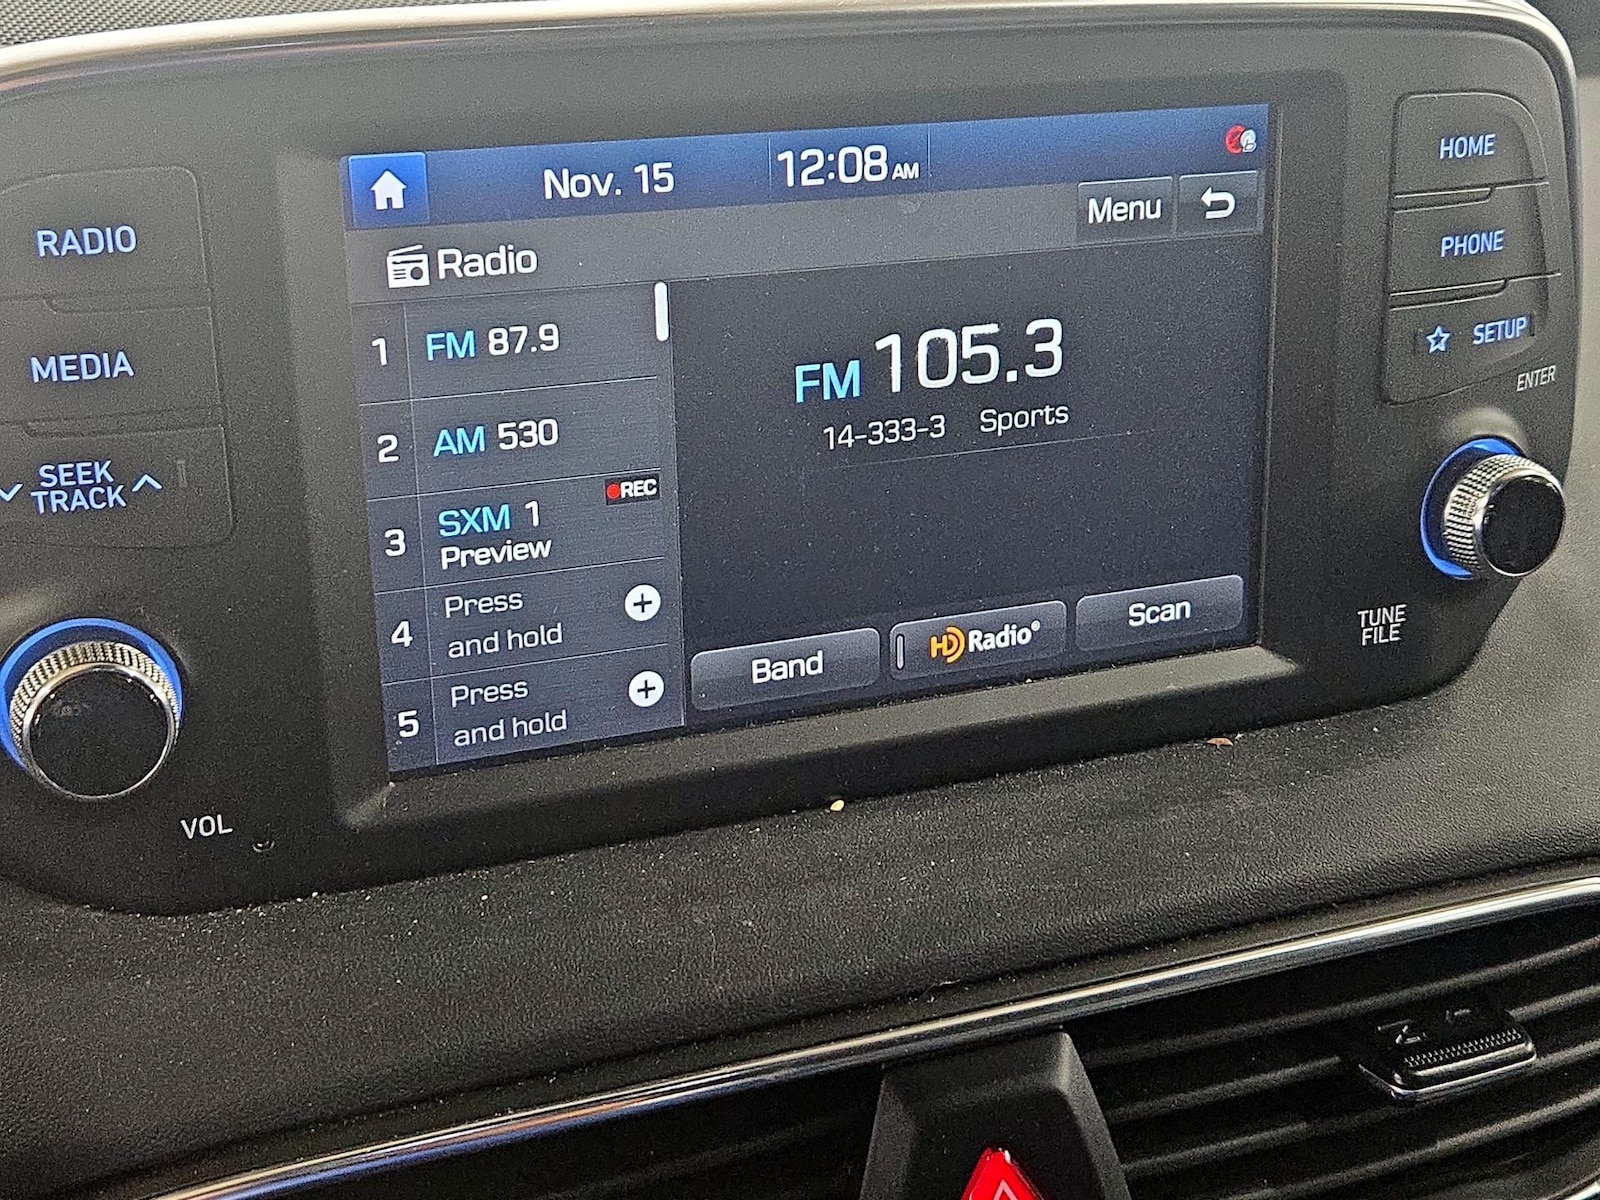 RADIO
MEDIA
SEEK
TRACK
VOL
Nov. 15
12:08 AM
Menu
Radio
1 FM 87.9
2 AM 530
REC
3 SXM 1
Preview
4 Press
and hold
5 Press
and hold
FM 105.3
14-333-3 Sports
Band
HD Radio®
Scan
HOME
PHONE
SETUP
ENTER
TUNE
FILE